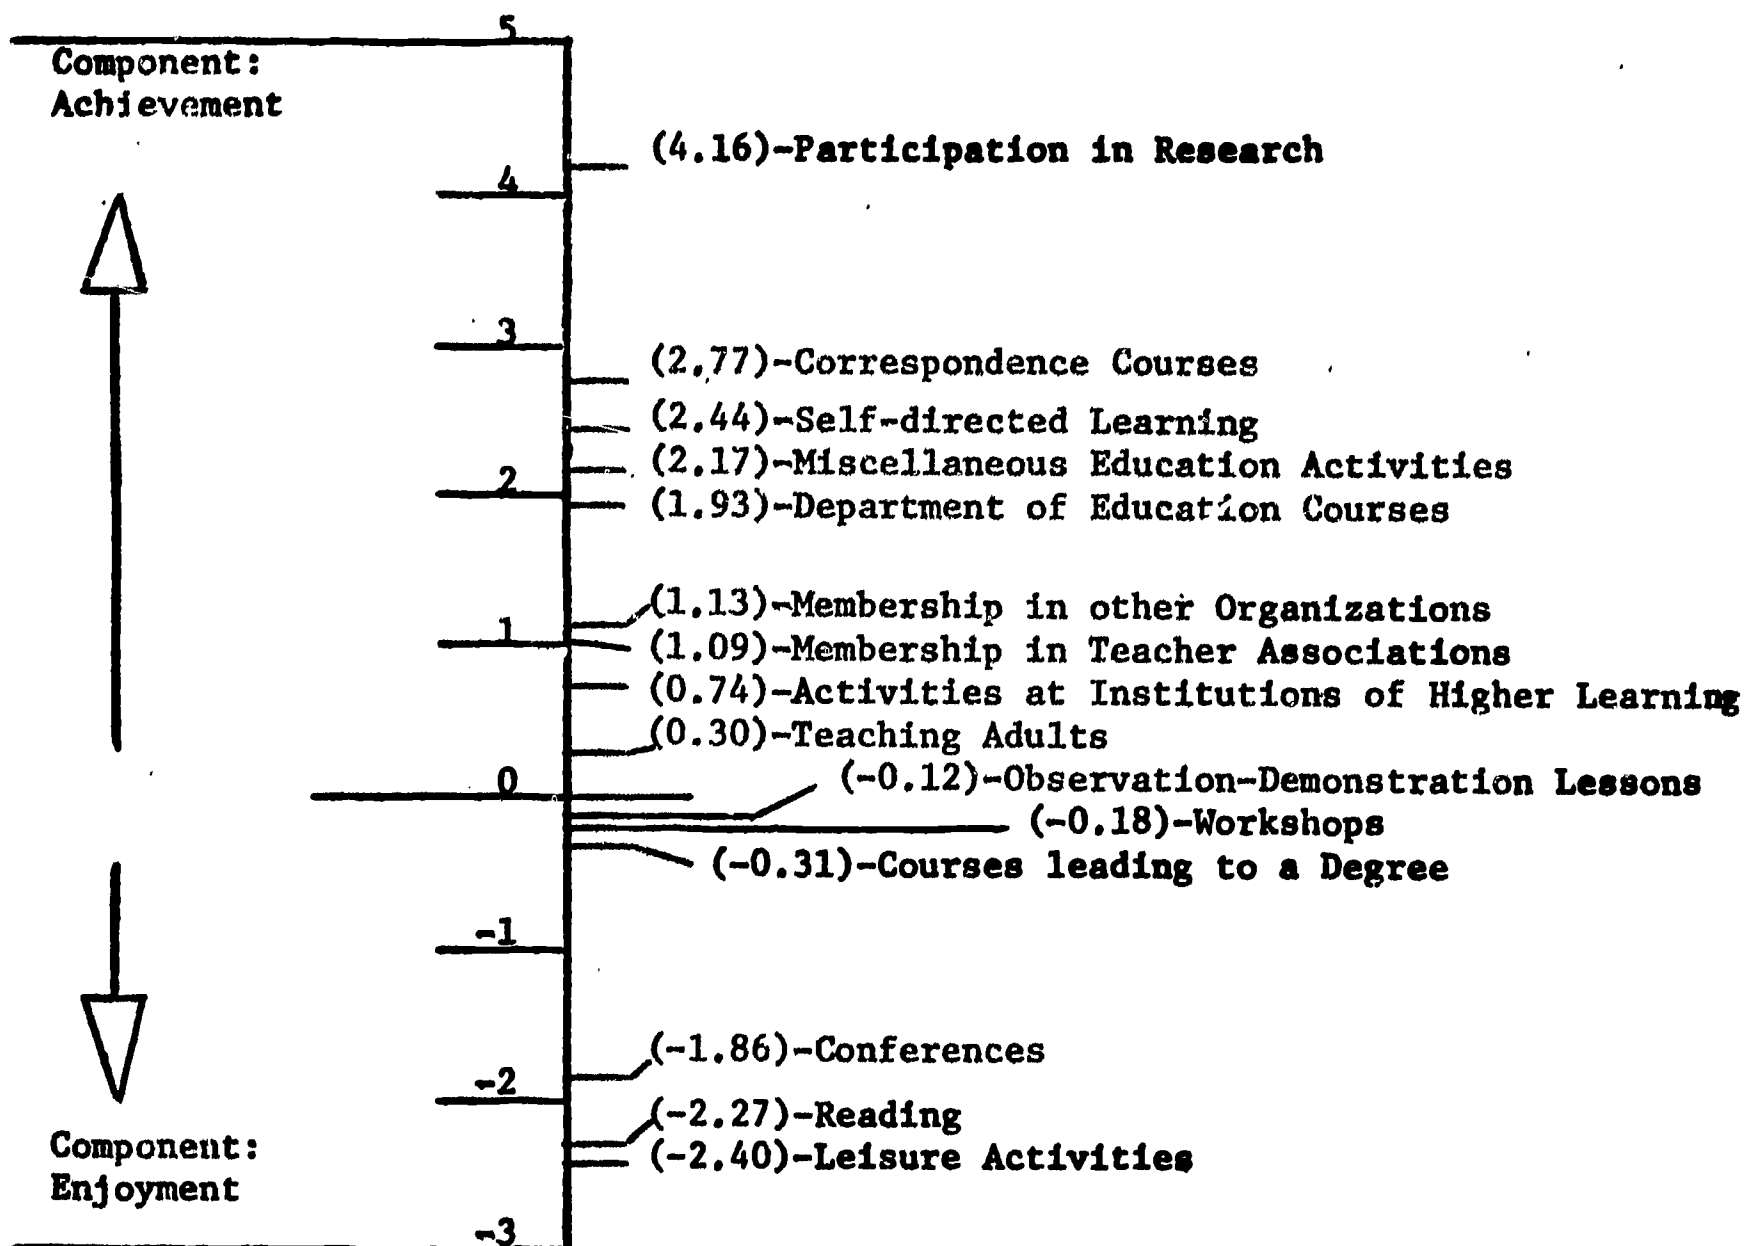 5
Component:
Achievement
(4.16)-Participation in Research
4
3
(2.77)-Correspondence Courses
(2.44)-Self-directed Learning
(2.17)-Miscellaneous Education Activities
2
(1.93)-Department of Education Courses
(1.13)-Membership in other Organizations
1
(1.09)-Membership in Teacher Associations
(0.74)-Activities at Institutions of Higher Learning
(0.30)-Teaching Adults
0
(-0.12)-Observation-Demonstration Lessons
(-0.18)-Workshops
(-0.31)-Courses leading to a Degree
-1
(-1.86)-Conferences
-2
(-2.27)-Reading
(-2.40)-Leisure Activities
Component:
Enjoyment
-3